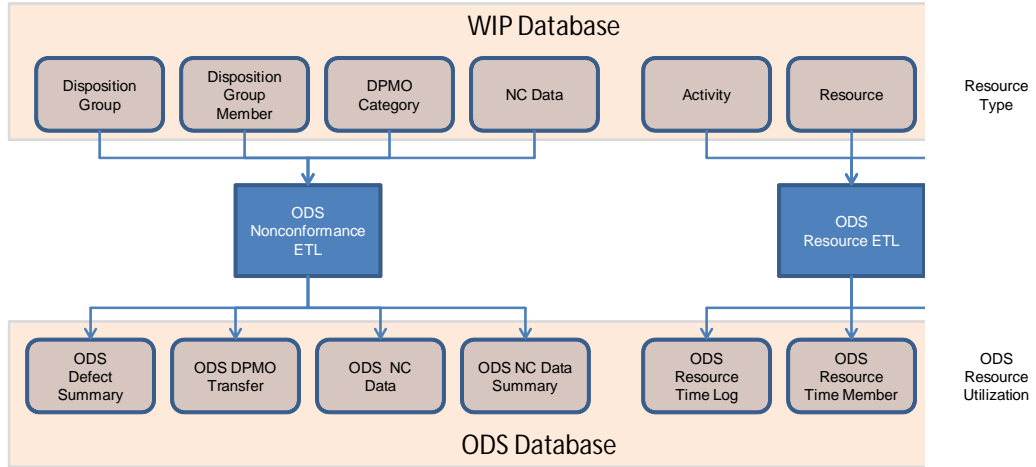 WIP Database
Disposition
Group
Disposition
Group
Member
DPMO
Category
NC Data
Activity
Resource
Resource
Type
ODS
Nonconformance
ETL
ODS
Resource ETL
ODS
Defect
Summary
ODS DPMO
Transfer
ODS NC
Data
ODS NC Data
Summary
ODS
Resource
Time Log
ODS
Resource
Time Member
ODS
Resource
Utilization
ODS Database